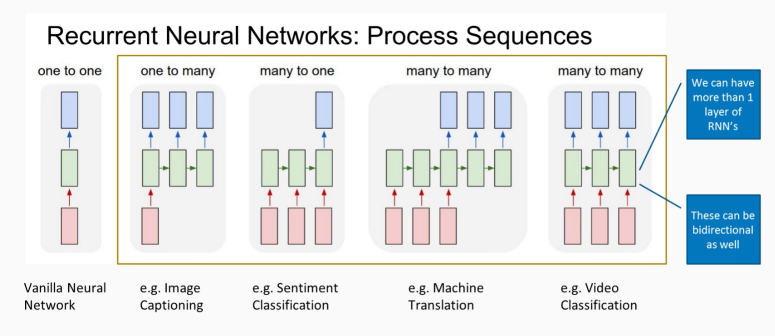 Recurrent Neural Networks: Process Sequences
one to one
one to many
many to one
many to many
many to many
We can have
more than 1
layer of
RNN's
These can be
bidirectional
as well
Vanilla Neural
Network
e.g. Image
Captioning
e.g. Sentiment
Classification
e.g. Machine
Translation
e.g. Video
Classification